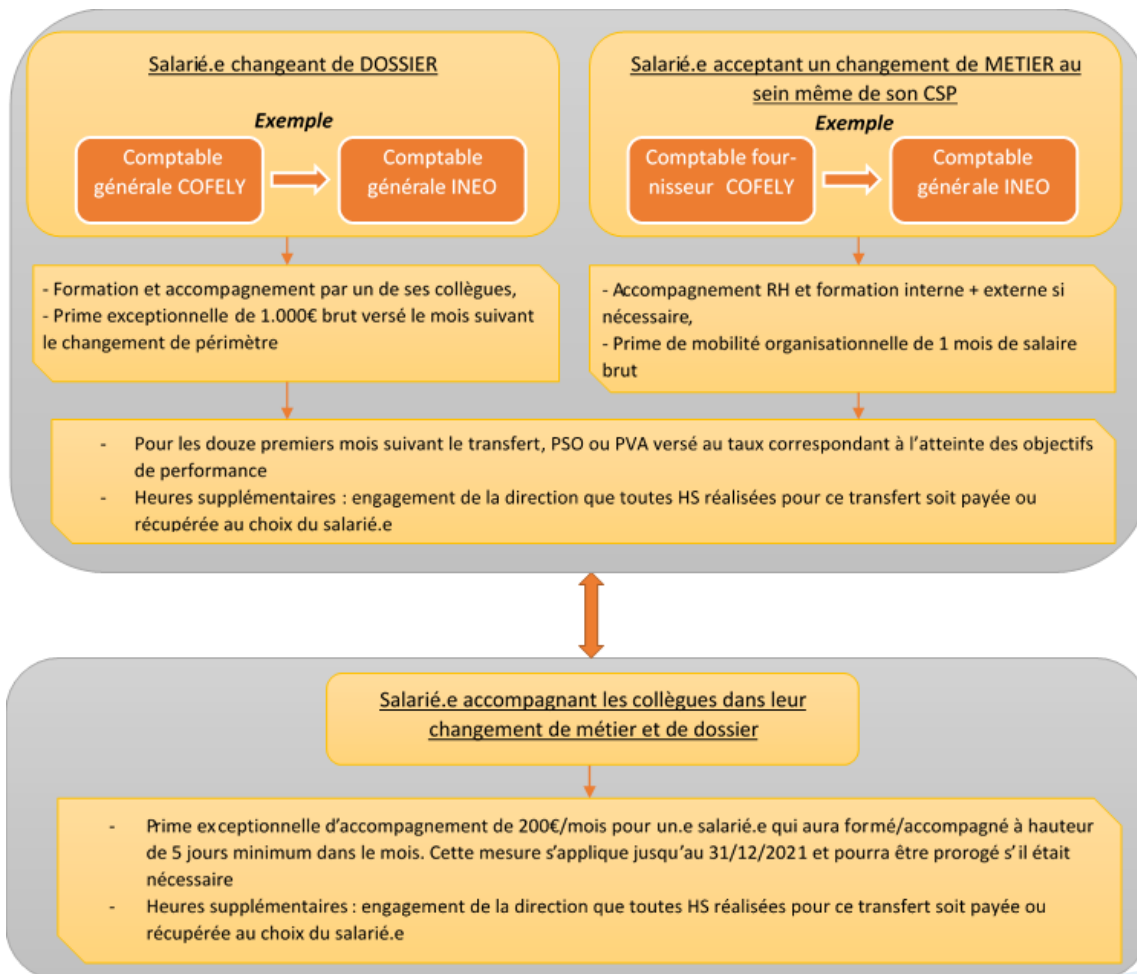 Salarié.e changeant de DOSSIER
Exemple
Comptable
générale COFELY
Comptable
générale INEO
Salarié.e acceptant un changement de METIER au
sein même de son CSP
Exemple
Comptable four-
nisseur COFELY
Comptable
générale INEO
- Formation et accompagnement par un de ses collègues,
- Prime exceptionnelle de 1.000€ brut versé le mois suivant
le changement de périmètre
- Accompagnement RH et formation interne + externe si
nécessaire,
- Prime de mobilité organisationnelle de 1 mois de salaire
brut
- Pour les douze premiers mois suivant le transfert, PSO ou PVA versé au taux correspondant à l'atteinte des objectifs
de performance
- Heures supplémentaires : engagement de la direction que toutes HS réalisées pour ce transfert soit payée ou
récupérée au choix du salarié.e
Salarié.e accompagnant les collègues dans leur
changement de métier et de dossier
- Prime exceptionnelle d'accompagnement de 200€/mois pour un.e salarié.e qui aura formé/accompagné à hauteur
de 5 jours minimum dans le mois. Cette mesure s'applique jusqu'au 31/12/2021 et pourra être prorogé s'il était
nécessaire
- Heures supplémentaires : engagement de la direction que toutes HS réalisées pour ce transfert soit payée ou
récupérée au choix du salarié.e